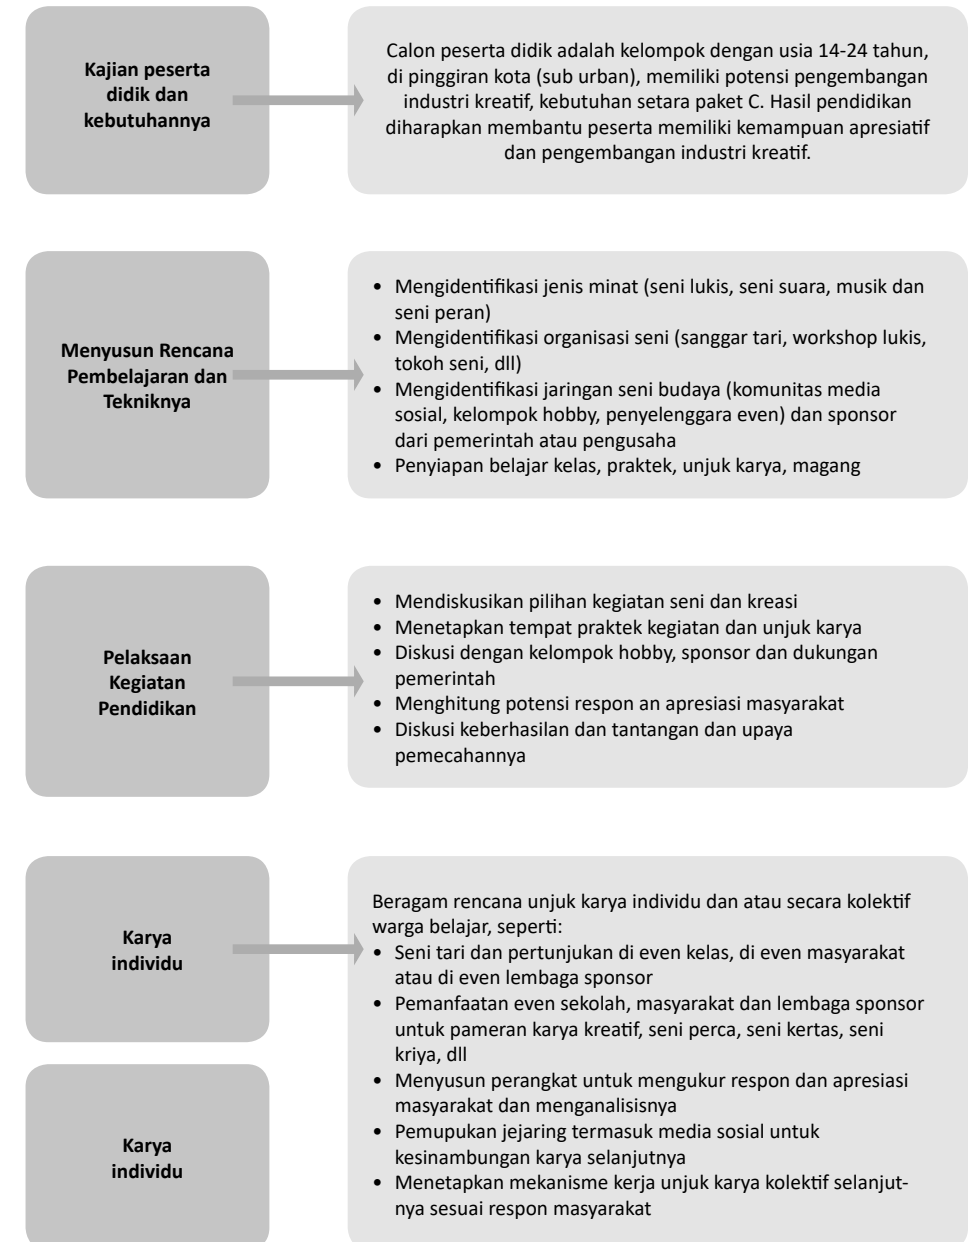 Kajian peserta
didik dan
kebutuhannya
Calon peserta didik adalah kelompok dengan usia 14-24 tahun,
di pinggiran kota (sub urban), memiliki potensi pengembangan
industri kreatif, kebutuhan setara paket C. Hasil pendidikan
diharapkan membantu peserta memiliki kemampuan apresiatif
dan pengembangan industri kreatif.
Menyusun Rencana
Pembelajaran dan
Tekniknya
• Mengidentifikasi jenis minat (seni lukis, seni suara, musik dan
seni peran)
• Mengidentifikasi organisasi seni (sanggar tari, workshop lukis,
tokoh seni, dll)
• Mengidentifikasi jaringan seni budaya (komunitas media
sosial, kelompok hobby, penyelenggara even) dan sponsor
dari pemerintah atau pengusaha
• Penyiapan belajar kelas, praktek, unjuk karya, magang
Pelaksaan
Kegiatan
Pendidikan
• Mendiskusikan pilihan kegiatan seni dan kreasi
• Menetapkan tempat praktek kegiatan dan unjuk karya
• Diskusi dengan kelompok hobby, sponsor dan dukungan
pemerintah
• Menghitung potensi respon an apresiasi masyarakat
• Diskusi keberhasilan dan tantangan dan upaya
pemecahannya
Karya
individu
Beragam rencana unjuk karya individu dan atau secara kolektif
warga belajar, seperti:
• Seni tari dan pertunjukan di even kelas, di even masyarakat
atau di even lembaga sponsor
• Pemanfaatan even sekolah, masyarakat dan lembaga sponsor
untuk pameran karya kreatif, seni perca, seni kertas, seni
kriya, dll
• Menyusun perangkat untuk mengukur respon dan apresiasi
masyarakat dan menganalisisnya
• Pemupukan jejaring termasuk media sosial untuk
kesinambungan karya selanjutnya
• Menetapkan mekanisme kerja unjuk karya kolektif selanjut-
nya sesuai respon masyarakat
Karya
individu